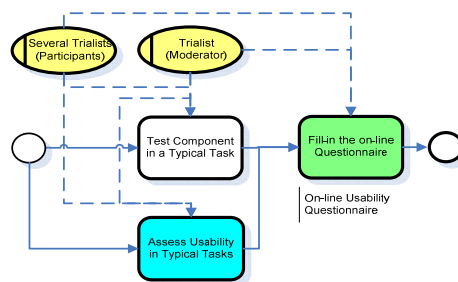 Several Trialists
(Participants)
Trialist
(Moderator)
Test Component
in a Typical Task
Fill-in the on-line
Questionnaire
On-line Usability
Questionnaire
Assess Usability
in Typical Tasks